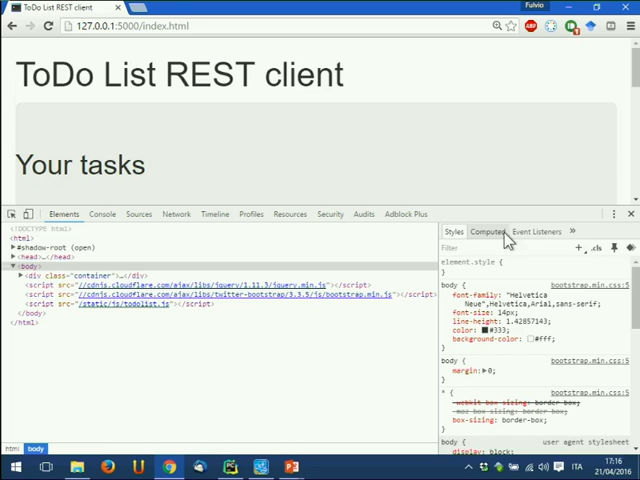 Fulvio
ToDo List REST client
127.0.0.1:5000/index.html
ToDo List REST client
Your tasks
Elements Console Sources Network Timeline Profiles Resources Security Audits Adblock Plus
<!DOCTYPE html>
<html>
#shadow-root (open)
<head>…</head>
<body>
<div class="container">…</div>
<script src="//cdnjs.cloudflare.com/ajax/libs/jquery/1.11.3/jquery.min.js"></script>
<script src="//cdnjs.cloudflare.com/ajax/libs/twitter-bootstrap/3.3.5/js/bootstrap.min.js"></script>
<script src="/static/js/todolist.js"></script>
</body>
</html>
html body
Styles Computed Event Listeners »
Filter + .cls
element.style {
}
body { bootstrap.min.css:5
font-family: "Helvetica
Neue",Helvetica,Arial,sans-serif;
font-size: 14px;
line-height: 1.42857143;
color: #333;
background-color: #fff;
}
body { bootstrap.min.css:5
margin: 0;
}
* { bootstrap.min.css:5
-webkit-box-sizing: border-box;
-moz-box-sizing: border-box;
box-sizing: border-box;
}
body { user agent stylesheet
display: block;
ITA
17:16
21/04/2016